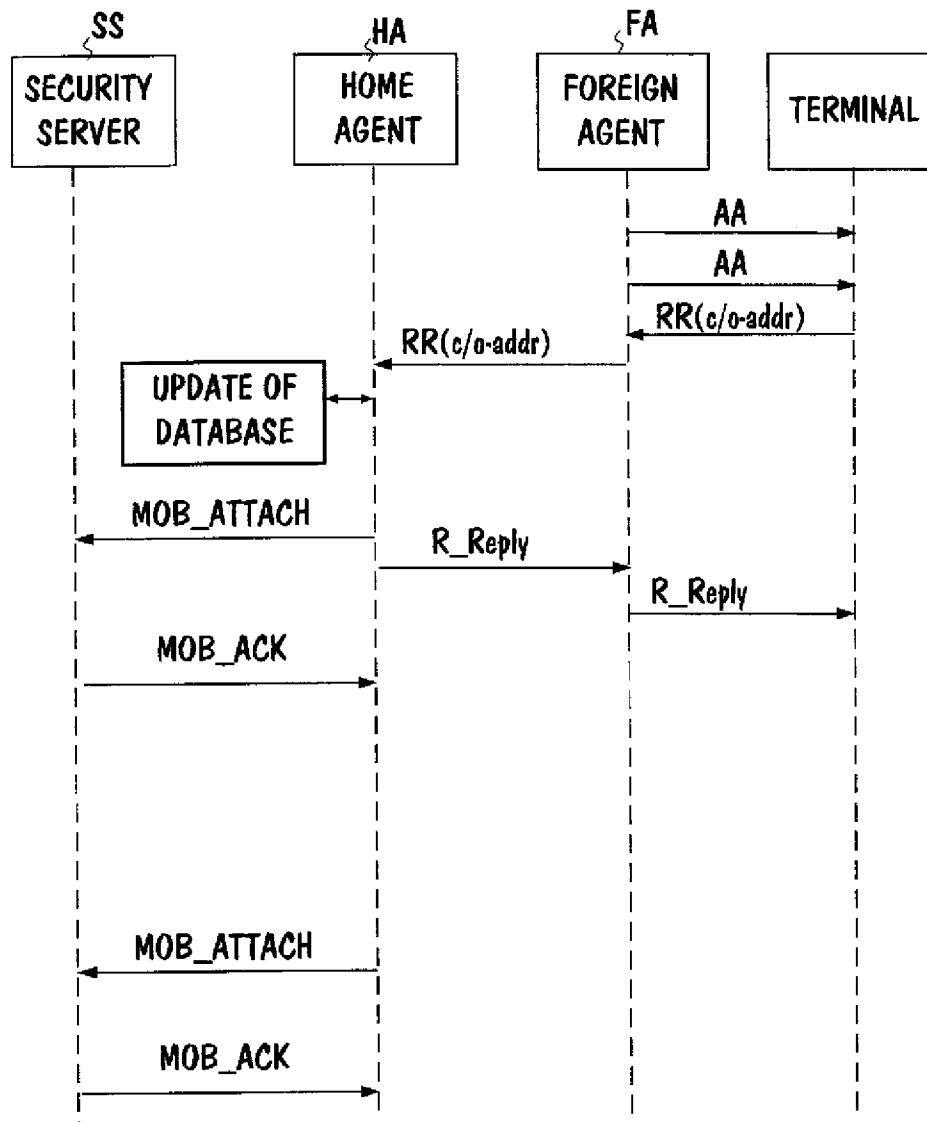 SS
HA
FA
SECURITY
SERVER
HOME
AGENT
FOREIGN
AGENT
TERMINAL
AA
AA
RR(c/o-addr)
RR(c/o-addr)
UPDATE OF
DATABASE
MOB_ATTACH
R_Reply
R_Reply
MOB_ACK
MOB_ATTACH
MOB_ACK